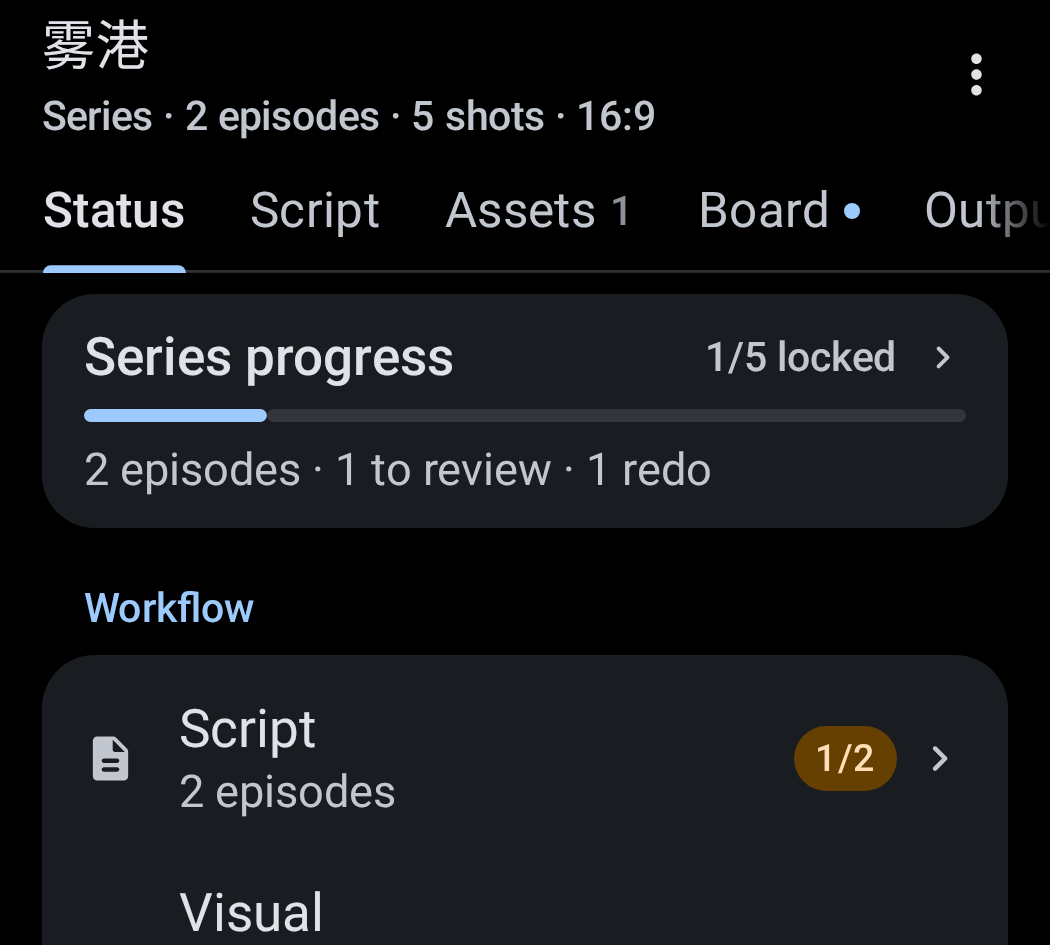 雾港
Series · 2 episodes · 5 shots · 16:9
Status Script Assets 1 Board Outpu
Series progress 1/5 locked
2 episodes · 1 to review · 1 redo
Workflow
Script
2 episodes
1/2
Visual